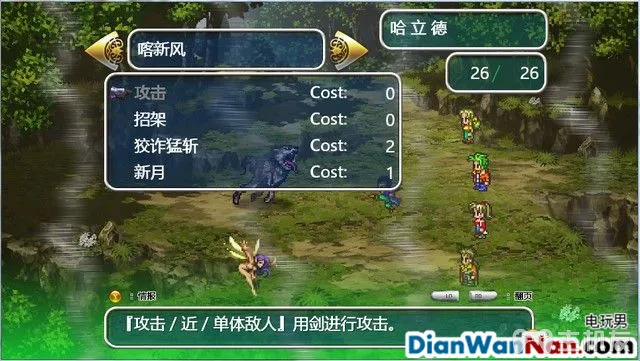 哈立德
喀新风
26/ 26
攻击 Cost: 0
招架 Cost: 0
狡诈猛斩 Cost: 2
新月 Cost: 1
：情报
：翻页
『攻击/近/单体敌人』用剑进行攻击。
电玩男
DianWanNan.com